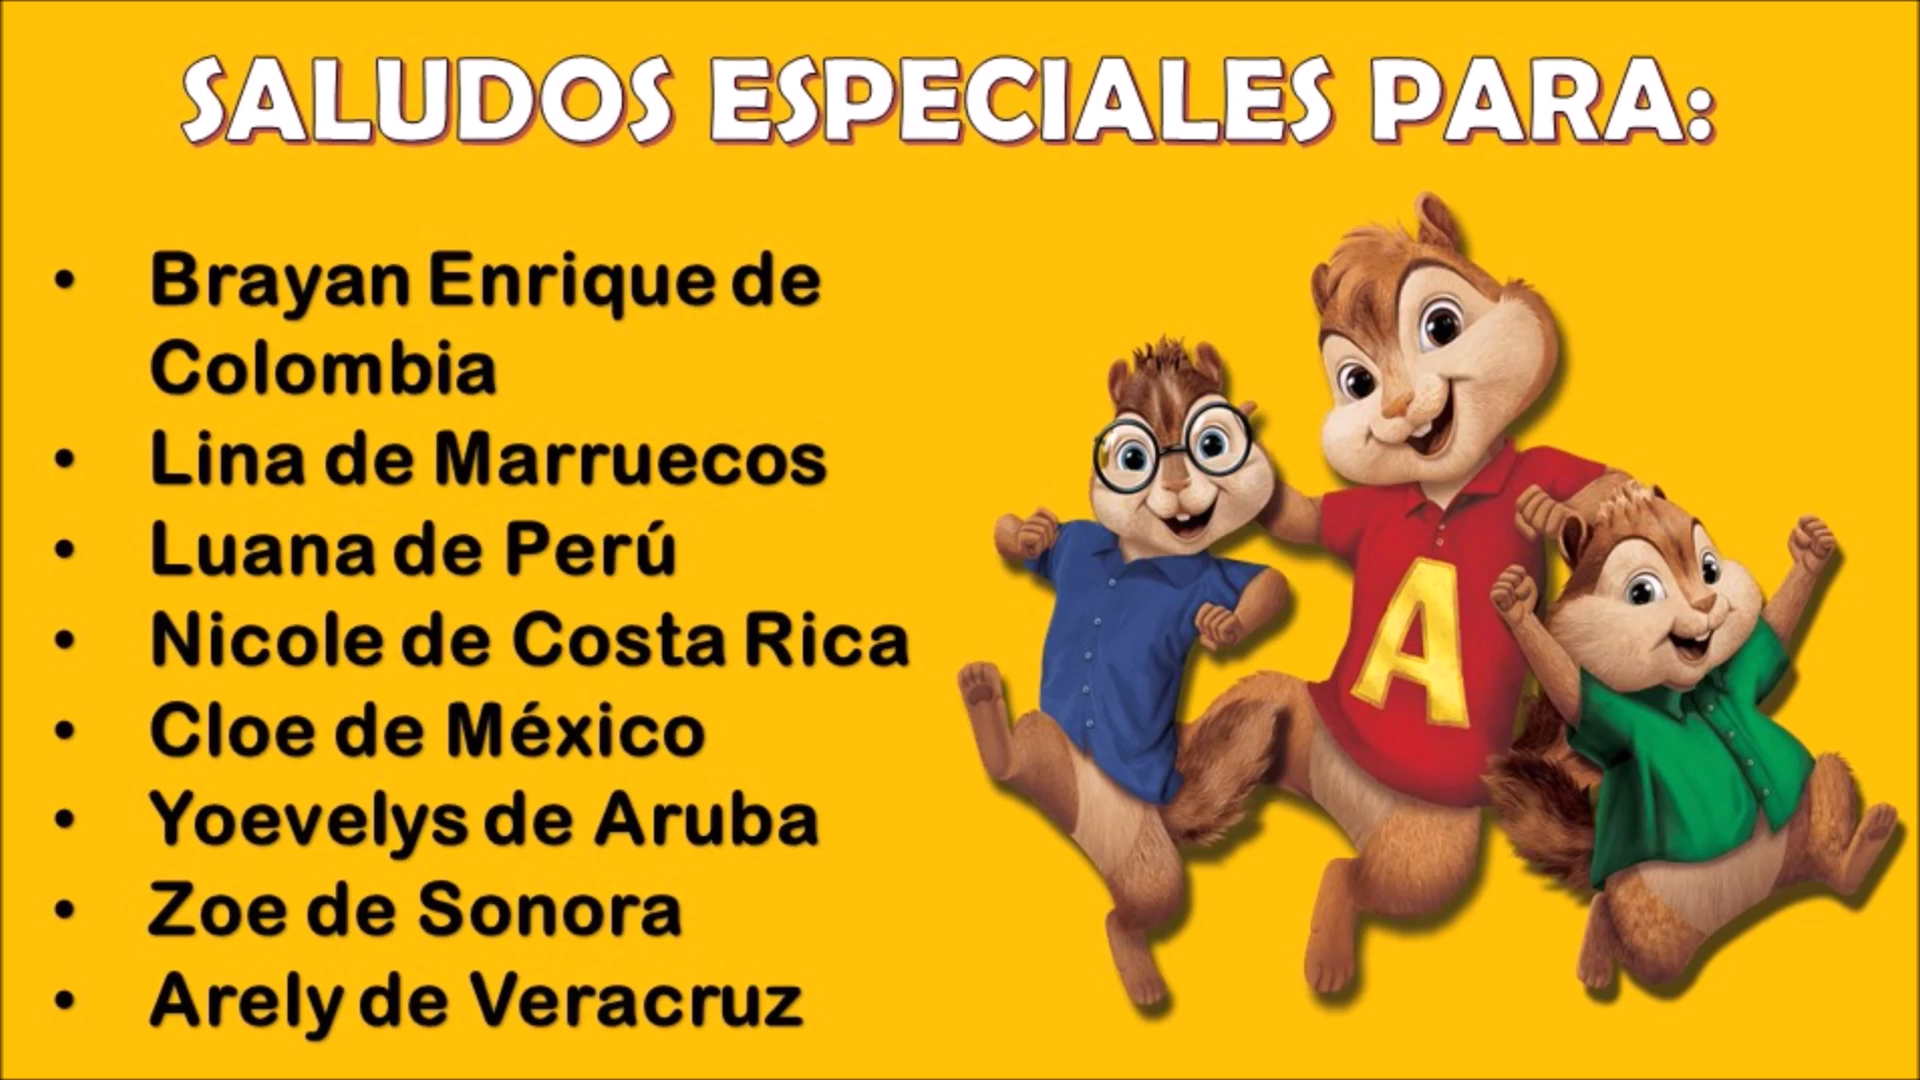 SALUDOS ESPECIALES PARA:
• Brayan Enrique de
Colombia
• Lina de Marruecos
• Luana de Perú
• Nicole de Costa Rica
• Cloe de México
• Yoevelys de Aruba
• Zoe de Sonora
• Arely de Veracruz
A